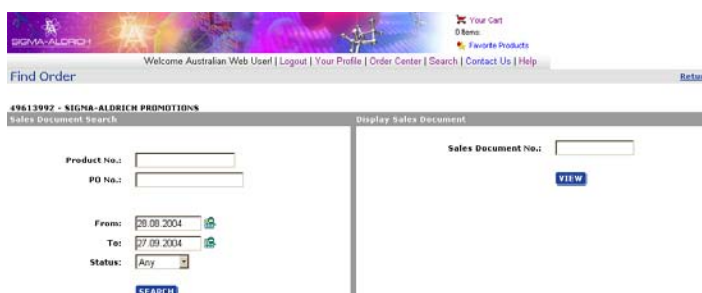 SIGMA-ALDRICH
Your Cart
0 Items
Favorite Products
Welcome Australian Web User! | Logout | Your Profile | Order Center | Search | Contact Us | Help
Find Order
Retu
49613992 - SIGMA-ALDRICH PROMOTIONS
Sales Document Search
Display Sales Document
Product No.:
Sales Document No.:
PO No.:
VIEW
From: 28.08.2004
To: 27.09.2004
Status: Any
SEARCH